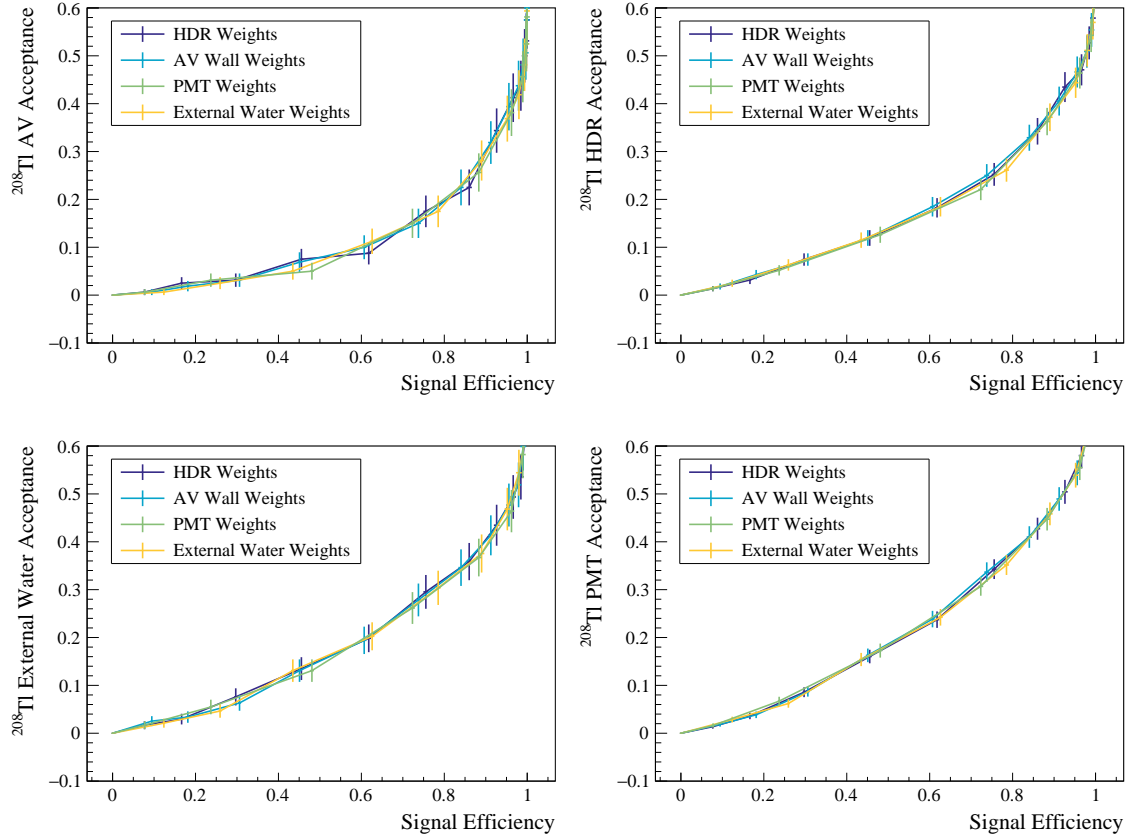 ²⁰⁸Tl AV Acceptance
0.6
0.5
0.4
0.3
0.2
0.1
0
−0.1
HDR Weights
AV Wall Weights
PMT Weights
External Water Weights
0 0.2 0.4 0.6 0.8 1
Signal Efficiency
²⁰⁸Tl HDR Acceptance
0.6
0.5
0.4
0.3
0.2
0.1
0
−0.1
HDR Weights
AV Wall Weights
PMT Weights
External Water Weights
0 0.2 0.4 0.6 0.8 1
Signal Efficiency
²⁰⁸Tl External Water Acceptance
0.6
0.5
0.4
0.3
0.2
0.1
0
−0.1
HDR Weights
AV Wall Weights
PMT Weights
External Water Weights
0 0.2 0.4 0.6 0.8 1
Signal Efficiency
²⁰⁸Tl PMT Acceptance
0.6
0.5
0.4
0.3
0.2
0.1
0
−0.1
HDR Weights
AV Wall Weights
PMT Weights
External Water Weights
0 0.2 0.4 0.6 0.8 1
Signal Efficiency